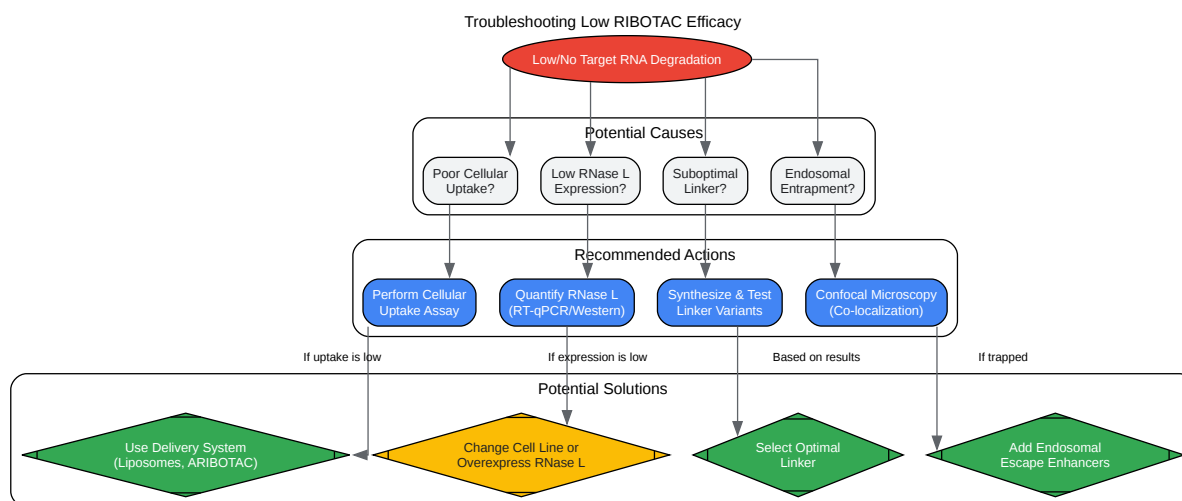 Troubleshooting Low RIBOTAC Efficacy
Low/No Target RNA Degradation
Potential Causes
Poor Cellular
Uptake?
Low RNase L
Expression?
Suboptimal
Linker?
Endosomal
Entrapment?
Recommended Actions
Perform Cellular
Uptake Assay
Quantify RNase L
(RT-qPCR/Western)
Synthesize & Test
Linker Variants
Confocal Microscopy
(Co-localization)
If uptake is low
If expression is low
Based on results
If trapped
Potential Solutions
Use Delivery System
(Liposomes, ARIBOTAC)
Change Cell Line or
Overexpress RNase L
Select Optimal
Linker
Add Endosomal
Escape Enhancers